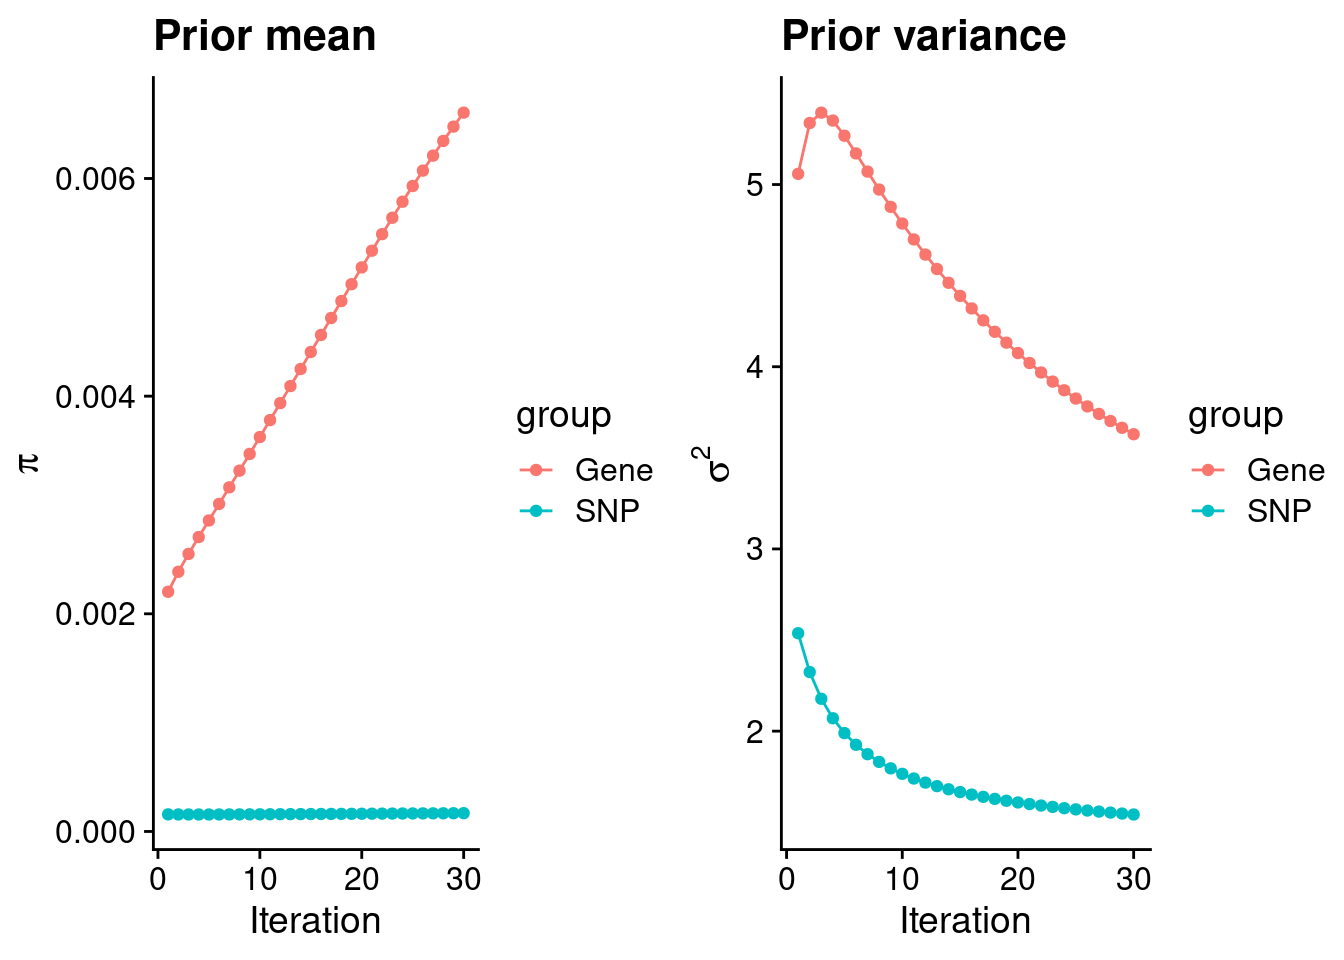 Prior mean
π
0.006
0.004
0.002
0.000
0 10 20 30
Iteration
group
Gene
SNP
Prior variance
σ²
5
4
3
2
0 10 20 30
Iteration
group
Gene
SNP